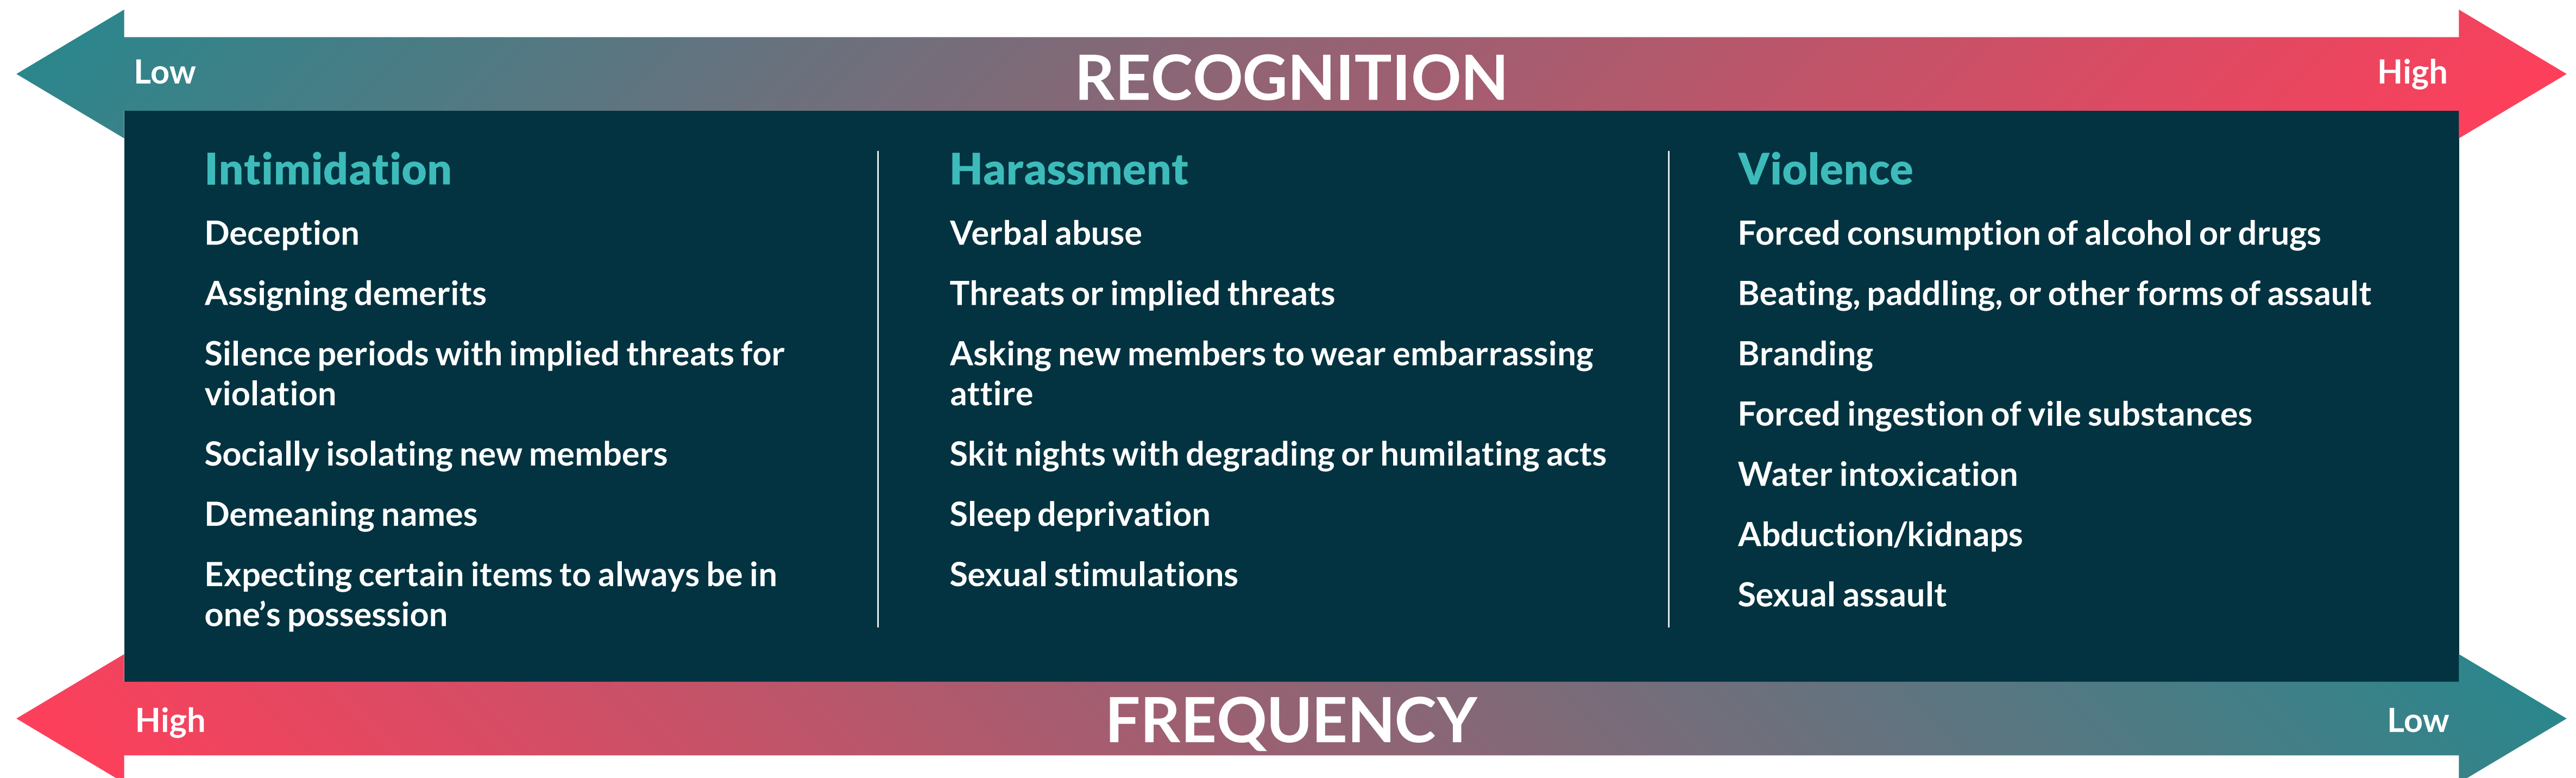 Low
RECOGNITION
High
Intimidation
Deception
Assigning demerits
Silence periods with implied threats for
violation
Socially isolating new members
Demeaning names
Expecting certain items to always be in
one’s possession
Harassment
Verbal abuse
Threats or implied threats
Asking new members to wear embarrassing
attire
Skit nights with degrading or humilating acts
Sleep deprivation
Sexual stimulations
Violence
Forced consumption of alcohol or drugs
Beating, paddling, or other forms of assault
Branding
Forced ingestion of vile substances
Water intoxication
Abduction/kidnaps
Sexual assault
High
FREQUENCY
Low